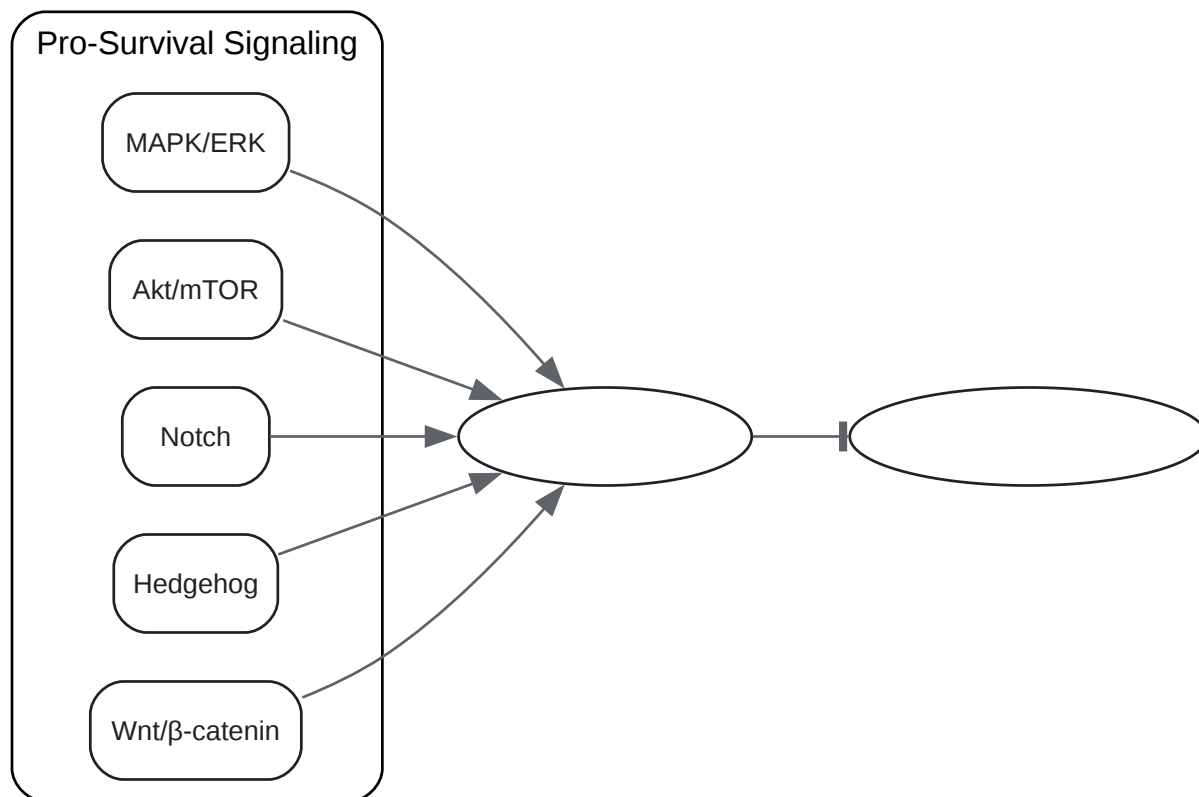 Pro-Survival Signaling
MAPK/ERK
Akt/mTOR
Notch
Hedgehog
Wnt/β-catenin